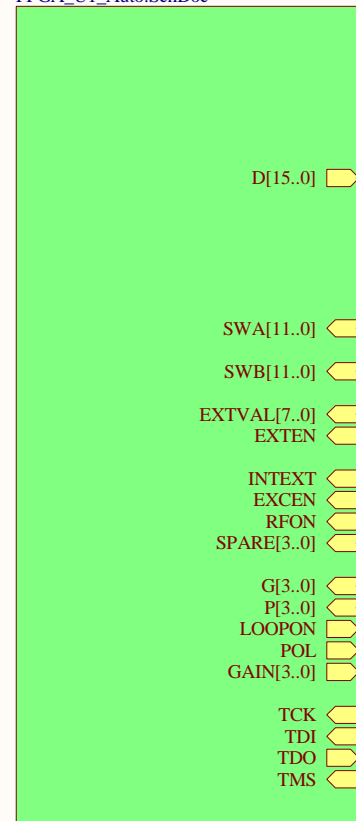 D[15..0]
SWA[11..0]
SWB[11..0]
EXTVAL[7..0]
EXTEN
INTEXT
EXCEN
RFON
SPARE[3..0]
G[3..0]
P[3..0]
LOOPON
POL
GAIN[3..0]
TCK
TDI
TDO
TMS